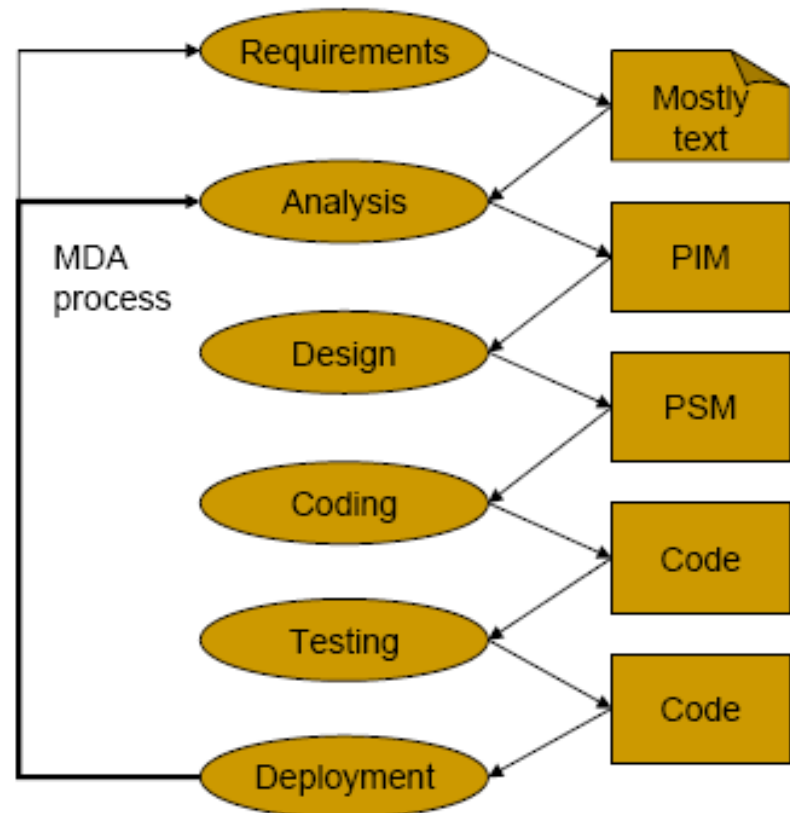 Requirements
Mostly
text
Analysis
MDA
process
PIM
Design
PSM
Coding
Code
Testing
Code
Deployment